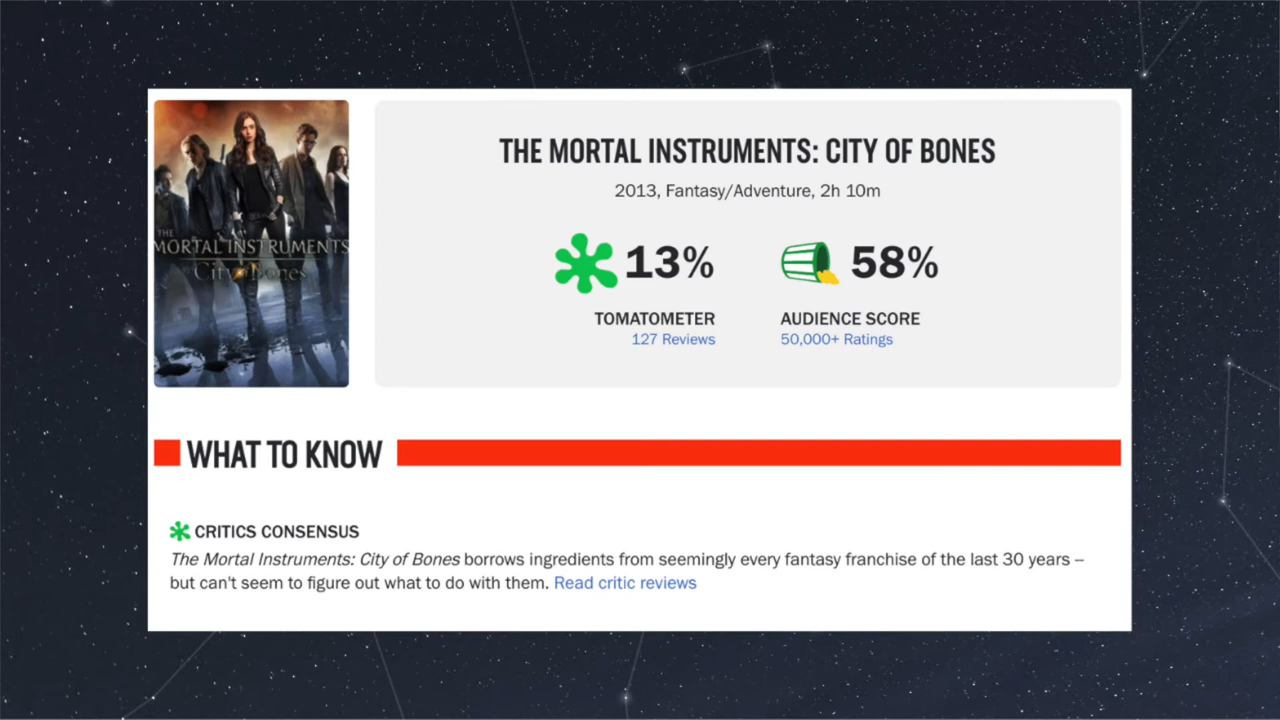 THE
MORTAL INSTRUMENTS
City of Bones
THE MORTAL INSTRUMENTS: CITY OF BONES
2013, Fantasy/Adventure, 2h 10m
13%
58%
TOMATOMETER
AUDIENCE SCORE
127 Reviews
50,000+ Ratings
WHAT TO KNOW
CRITICS CONSENSUS
The Mortal Instruments: City of Bones borrows ingredients from seemingly every fantasy franchise of the last 30 years –
but can't seem to figure out what to do with them. Read critic reviews